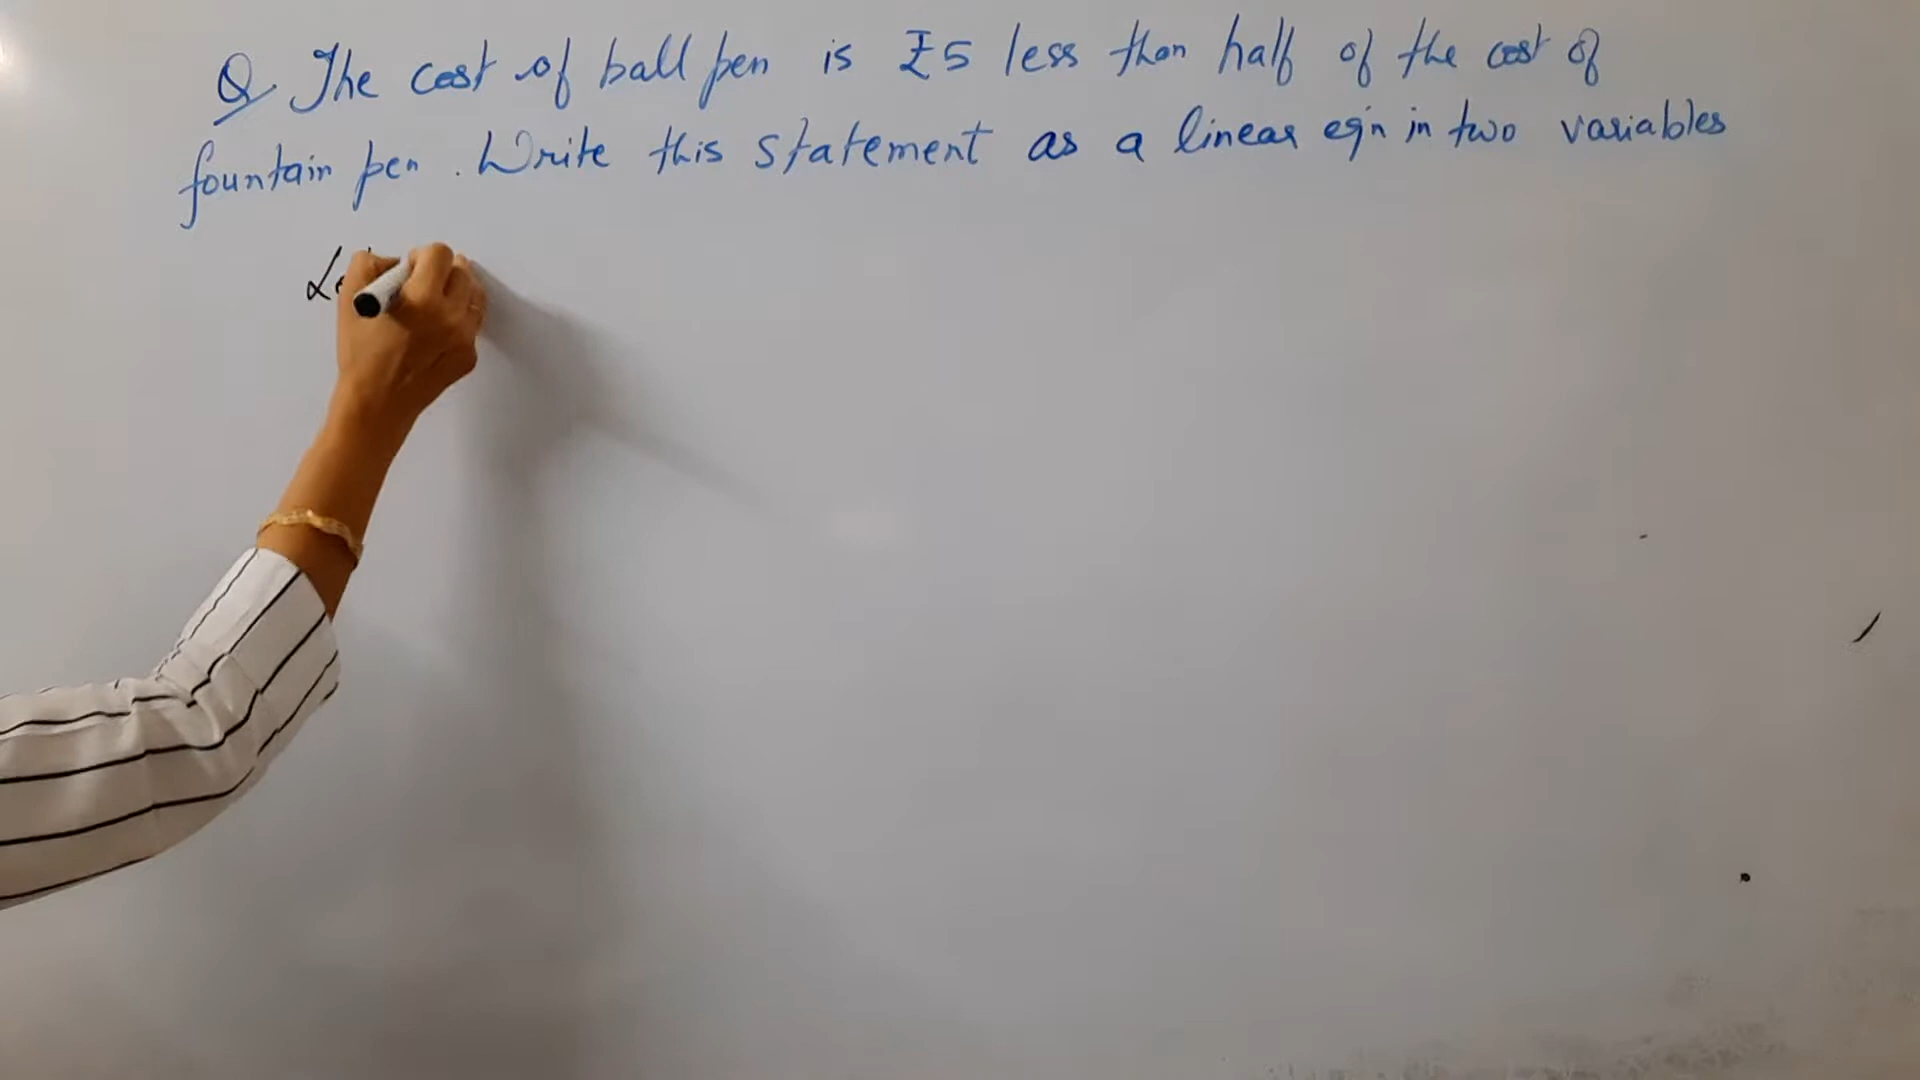 Q The cost of ball pen is ₹5 less than half of the cost of
fountain pen . Write this statement as a linear eqn in two variables